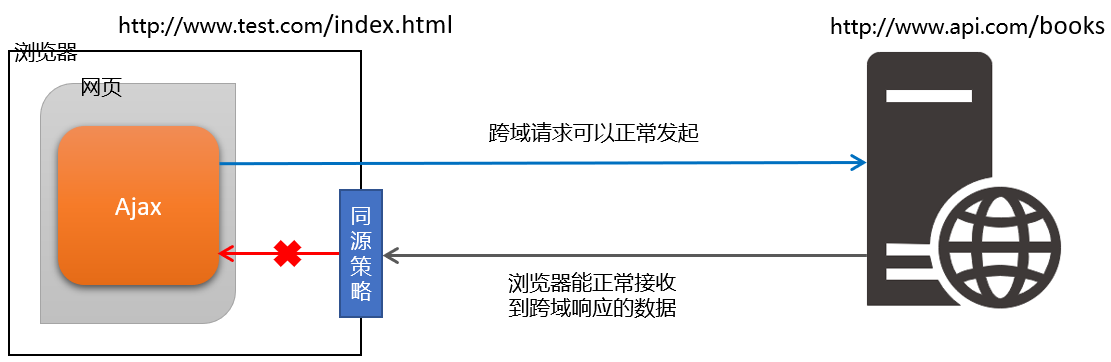 http://www.test.com/index.html
http://www.api.com/books
浏览器
网页
跨域请求可以正常发起
Ajax
同
源
策
略
浏览器能正常接收
到跨域响应的数据